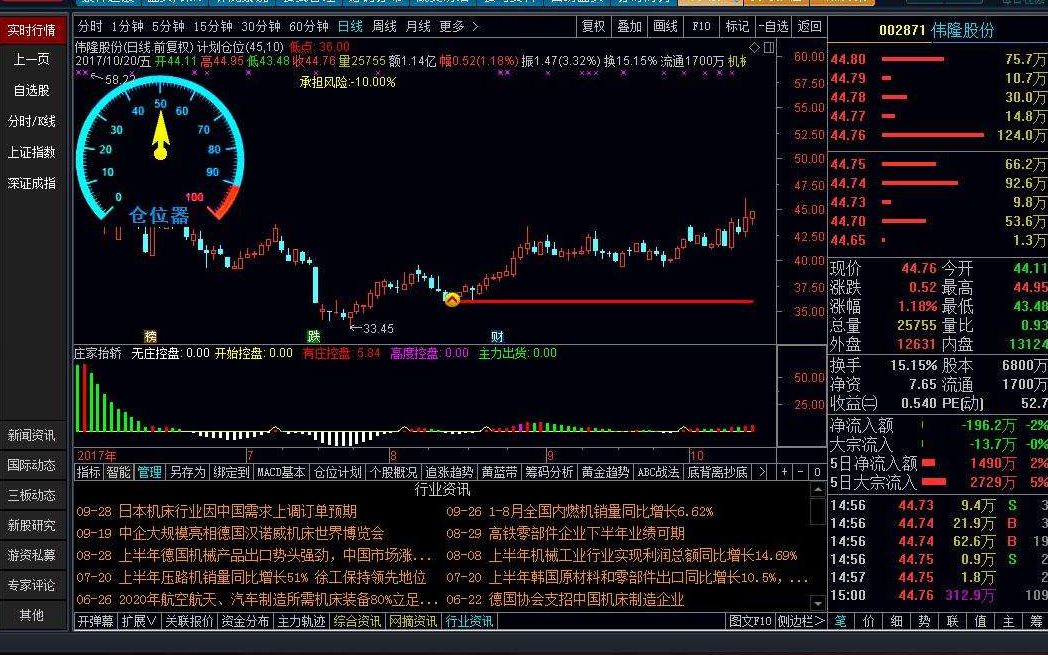 实时行情
上一页
自选股
分时/K线
上证指数
深证成指
新闻资讯
国际动态
三板动态
新股研究
游资私募
专家评论
其他
分时 1分钟 5分钟 15分钟 30分钟 60分钟 日线 周线 月线 更多 >
复权 叠加 画线 F10 标记 -自选 返回
伟隆股份(日线.前复权) 计划仓位(45,10) 低点: 36.00
2017/10/20/五 开44.11 高44.95 低43.48 收44.76 量25755 额1.14亿 幅0.52(1.18%) 振1.47(3.32%) 换15.15% 流通1700万
58.22
承担风险:-10.00%
0 10 20 30 40 50 60 70 80 90 100
仓位器
33.45
榜 跌 财
60.00
57.50
55.00
52.50
50.00
47.50
45.00
42.50
40.00
37.50
35.00
庄家抬轿 无庄控盘: 0.00 开始控盘: 0.00 有庄控盘: 5.84 高度控盘: 0.00 主力出货: 0.00
50.00
25.00
2017年 7 8 9 10
指标 智能 管理 另存为 绑定到 MACD基本 仓位计划 个股概况 追涨趋势 黄蓝带 筹码分析 黄金趋势 ABC战法 底背离抄底 > + - 0
行业资讯
09-28 日本机床行业因中国需求上调订单预期
09-26 1-8月全国内燃机销量同比增长6.62%
09-19 中企大规模亮相德国汉诺威机床世界博览会
08-29 高铁零部件企业下半年业绩可期
08-28 上半年德国机械产品出口势头强劲，中国市场涨...
08-08 上半年机械工业行业实现利润总额同比增长14.69%
07-20 上半年压路机销量同比增长51% 徐工保持领先地位
07-20 上半年韩国原材料和零部件出口同比增长10.5%，...
06-26 2020年航空航天、汽车制造所需机床装备80%立足...
06-22 德国协会支招中国机床制造企业
开弹幕 扩展∨ 关联报价 资金分布 主力轨迹 综合资讯 网摘资讯 行业资讯
图文F10 侧边栏>
002871 伟隆股份
44.80 75.7万
44.79 10.7万
44.78 30.0万
44.77 14.8万
44.76 124.0万
44.75 66.2万
44.74 92.6万
44.73 9.8万
44.70 53.6万
44.65 1.3万
现价 44.76 今开 44.11
涨跌 0.52 最高 44.95
涨幅 1.18% 最低 43.48
总量 25755 量比 0.93
外盘 12631 内盘 13124
换手 15.15% 股本 6800万
净资 7.65 流通 1700万
收益㈢ 0.540 PE(动) 52.7
净流入额 -196.2万 -2%
大宗流入 -13.7万 -0%
5日净流入额 1490万 2%
5日大宗流入 2729万 5%
14:56 44.73 9.4万 S 3
14:56 44.74 21.9万 B
14:56 44.74 62.6万 B 19
14:56 44.75 0.9万 S 2
14:57 44.75 1.8万 2
15:00 44.76 312.9万 109
笔 价 细 势 联 值 主 筹